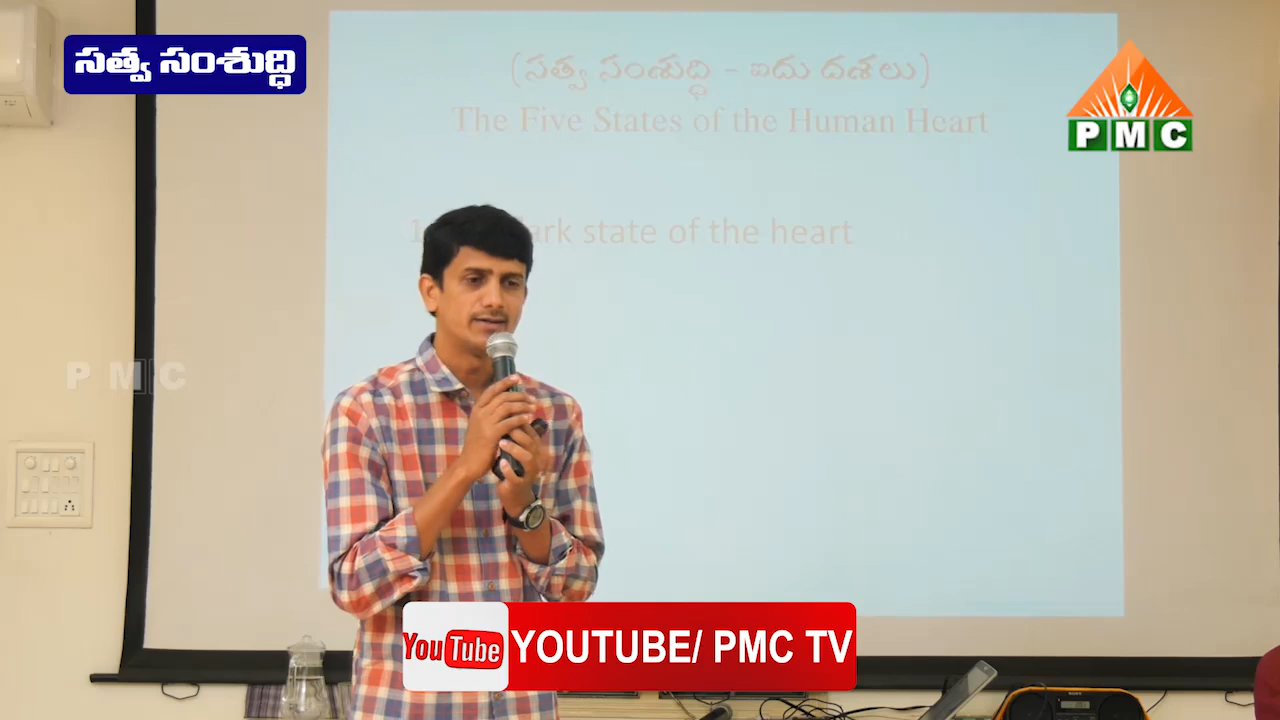 సత్వ సంశుద్ధి
(సత్వ సంశుద్ధి - ఐదు దశలు)
The Five States of the Human Heart
PMC
ark state of the heart
PMC
You Tube YOUTUBE/ PMC TV